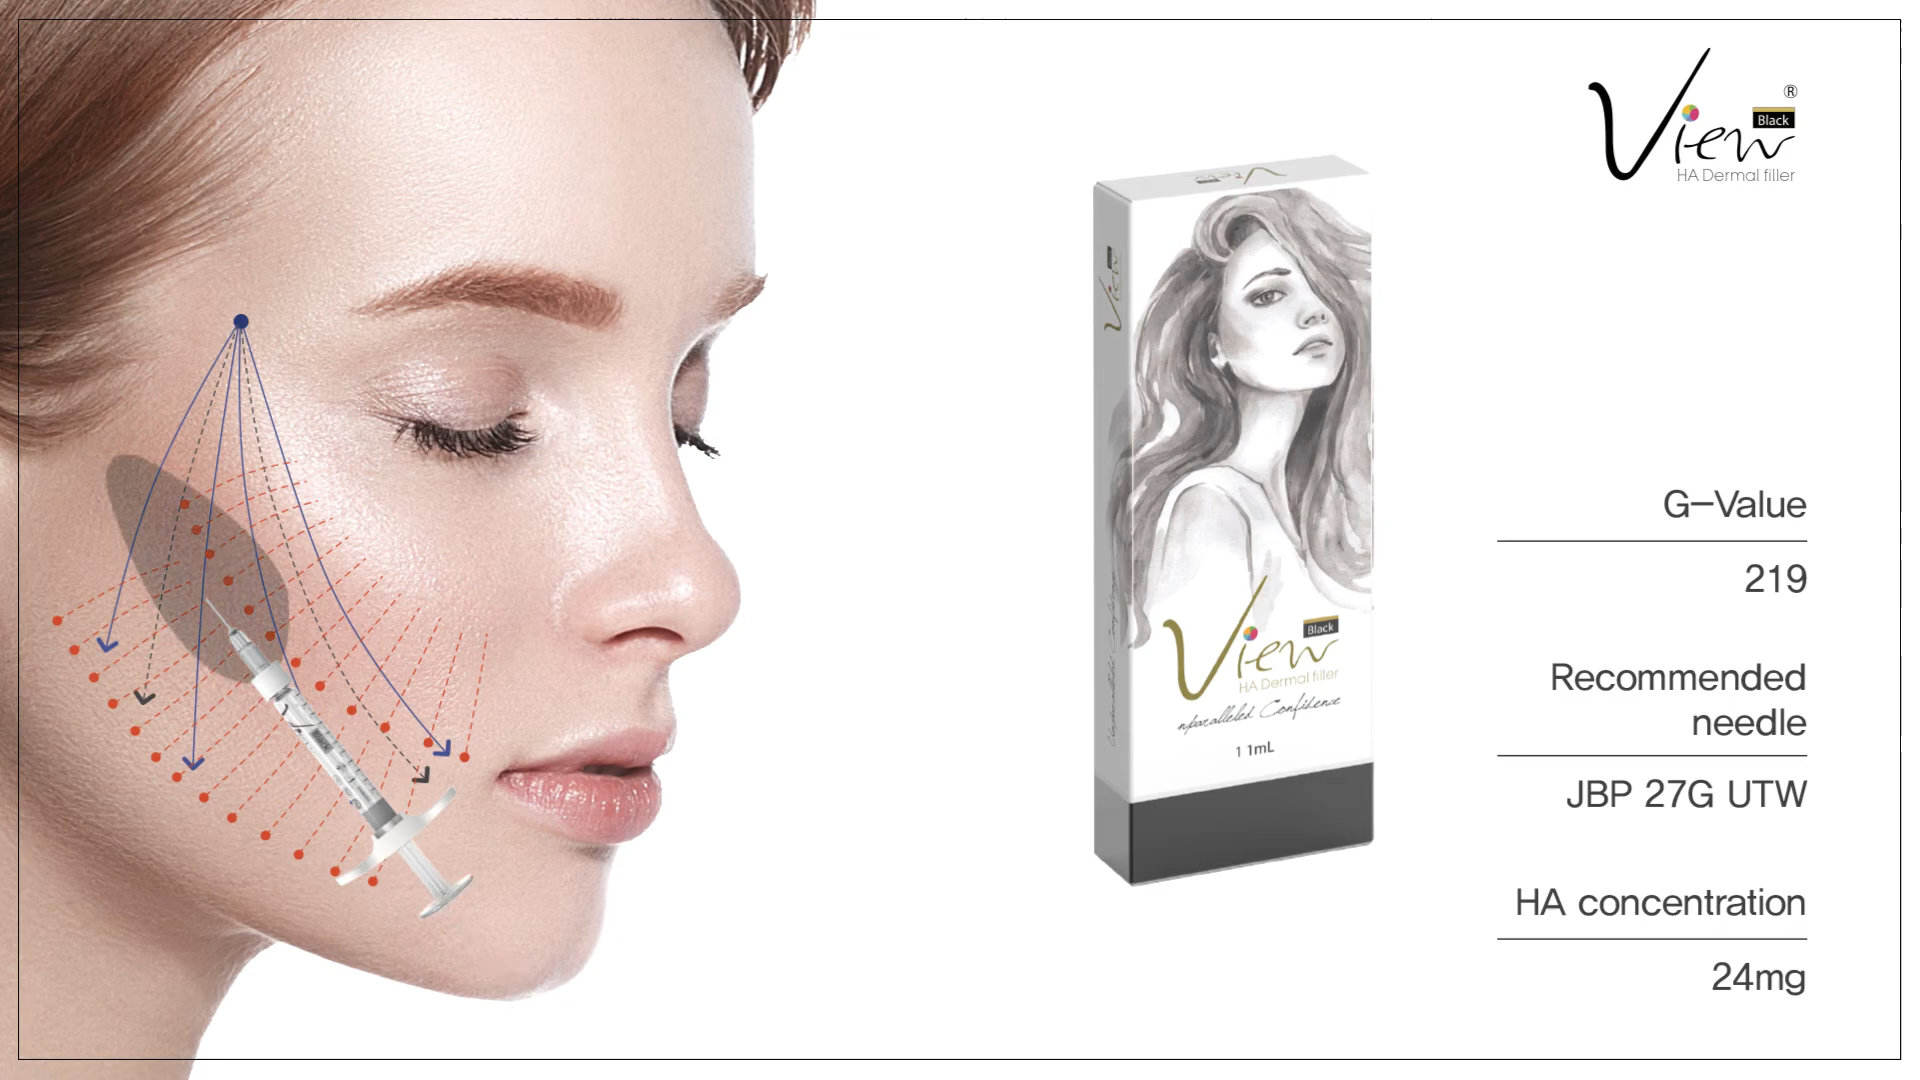 View
®
Black
HA Dermal filler
View
Black
HA Dermal filler
Confidence
1 1mL
View
G-Value
219
Recommended
needle
JBP 27G UTW
HA concentration
24mg